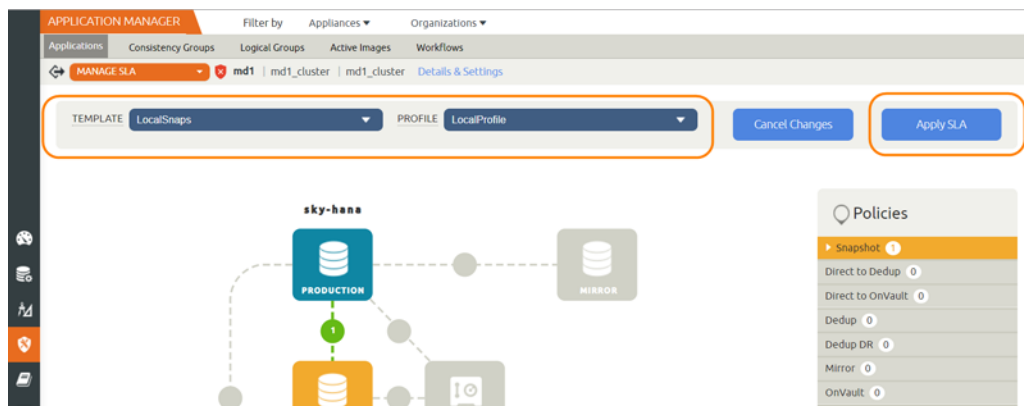 APPLICATION MANAGER Filter by Appliances Organizations
Applications Consistency Groups Logical Groups Active Images Workflows
MANAGE SLA md1 | md1_cluster | md1_cluster Details & Settings
TEMPLATE LocalSnaps PROFILE LocalProfile Cancel Changes Apply SLA
sky-hana
PRODUCTION
MIRROR
1
Policies
Snapshot 1
Direct to Dedup 0
Direct to OnVault 0
Dedup 0
Dedup DR 0
Mirror 0
OnVault 0